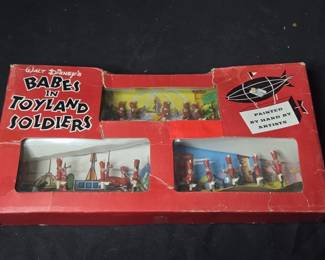 WALT DISNEY'S
BABES
IN
TOYLAND
SOLDIERS
PAINTED
BY HAND BY
ARTISTS